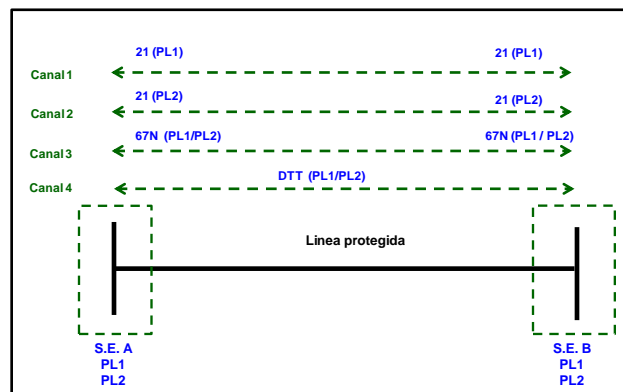 21 (PL1) 21 (PL1)
Canal 1
21 (PL2) 21 (PL2)
Canal 2
67N (PL1/PL2) 67N (PL1 / PL2)
Canal 3
DTT (PL1/PL2)
Canal 4
Linea protegida
S.E. A S.E. B
PL1 PL1
PL2 PL2